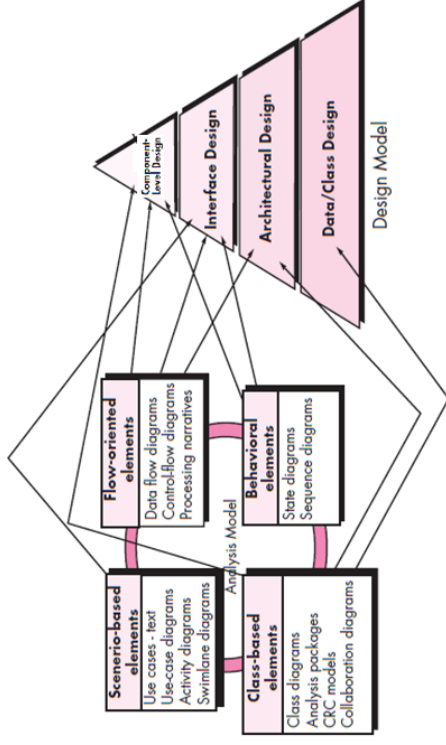 Scenerio-based
elements
Use cases - text
Use-case diagrams
Activity diagrams
Swimlane diagrams
Flow-oriented
elements
Data flow diagrams
Control-flow diagrams
Processing narratives
Analysis Model
Class-based
elements
Class diagrams
Analysis packages
CRC models
Collaboration diagrams
Behavioral
elements
State diagrams
Sequence diagrams
Component-
Level Design
Interface Design
Architectural Design
Data/Class Design
Design Model